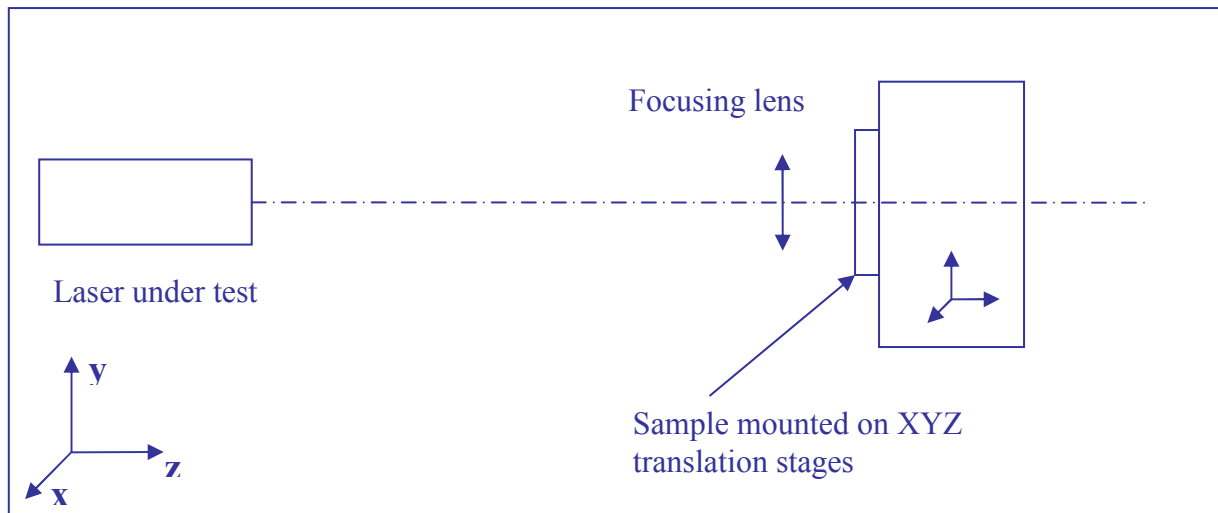 Focusing lens
Laser under test
y
z
x
Sample mounted on XYZ
translation stages